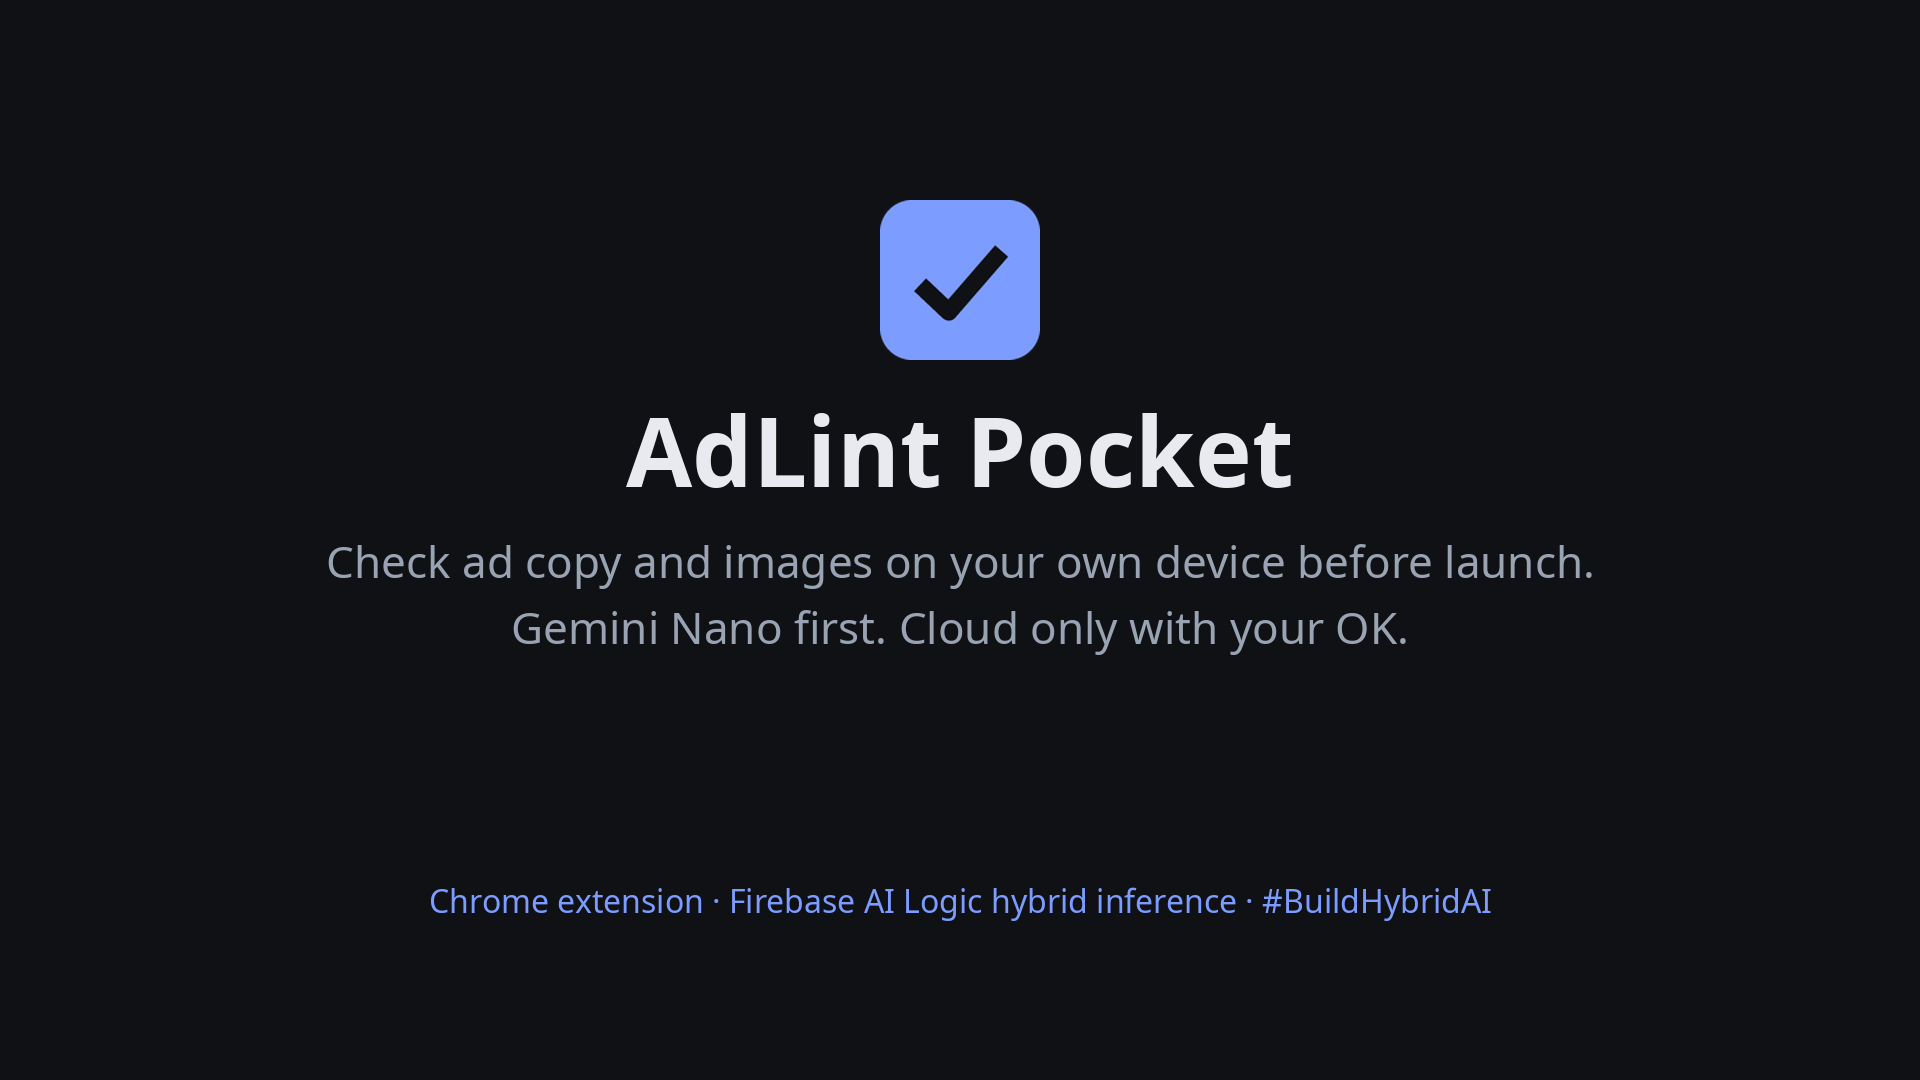 AdLint Pocket
Check ad copy and images on your own device before launch.
Gemini Nano first. Cloud only with your OK.
Chrome extension · Firebase AI Logic hybrid inference · #BuildHybridAI